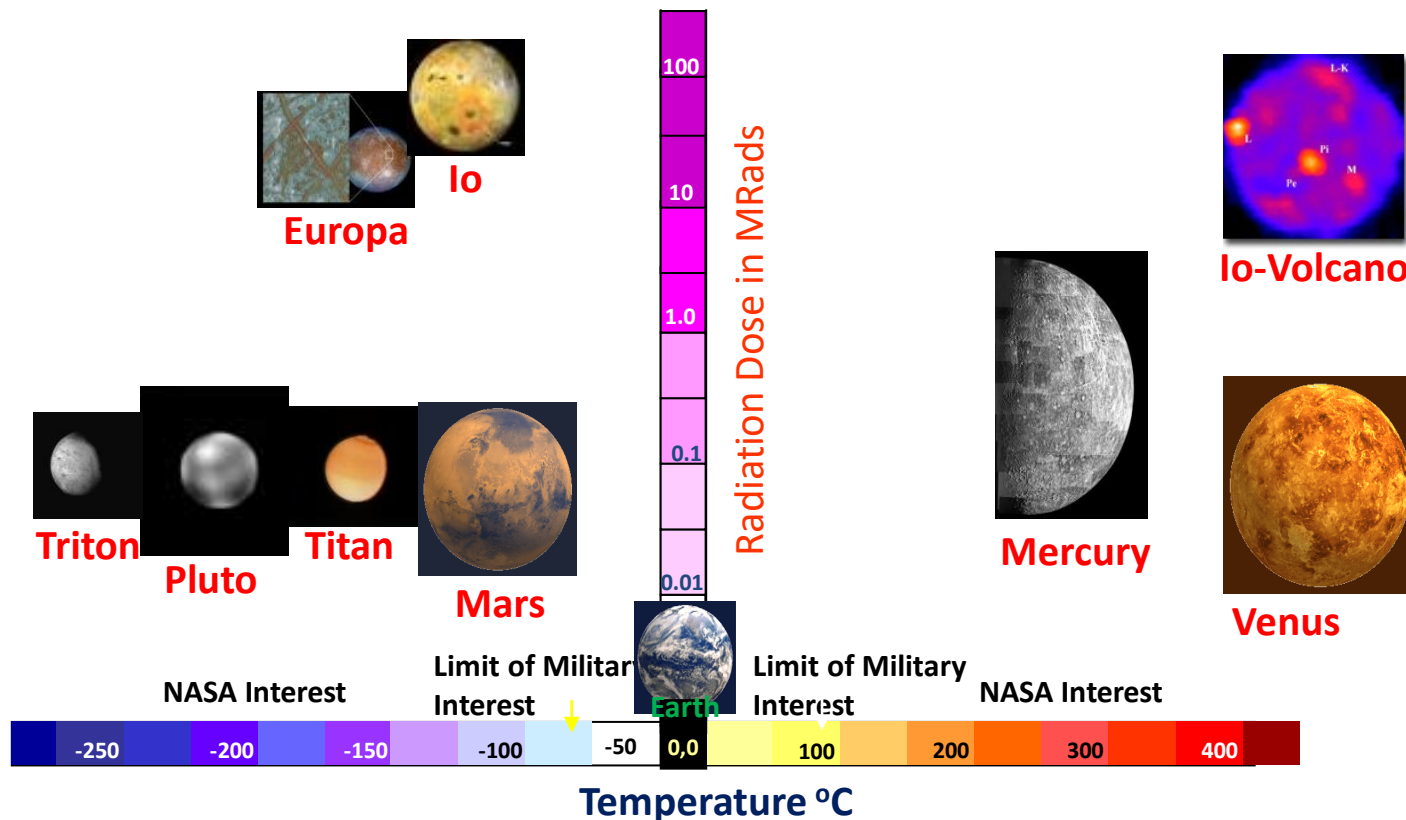 100
10
1.0
0.1
0.01
Radiation Dose in MRads
Io
Europa
L-K
L
Pi
Pe
M
Io-Volcano
Triton
Pluto
Titan
Mars
Mercury
Venus
NASA Interest
Limit of Military
Interest
Earth
Limit of Military
Interest
NASA Interest
-250
-200
-150
-100
-50
0,0
100
200
300
400
Temperature ºC